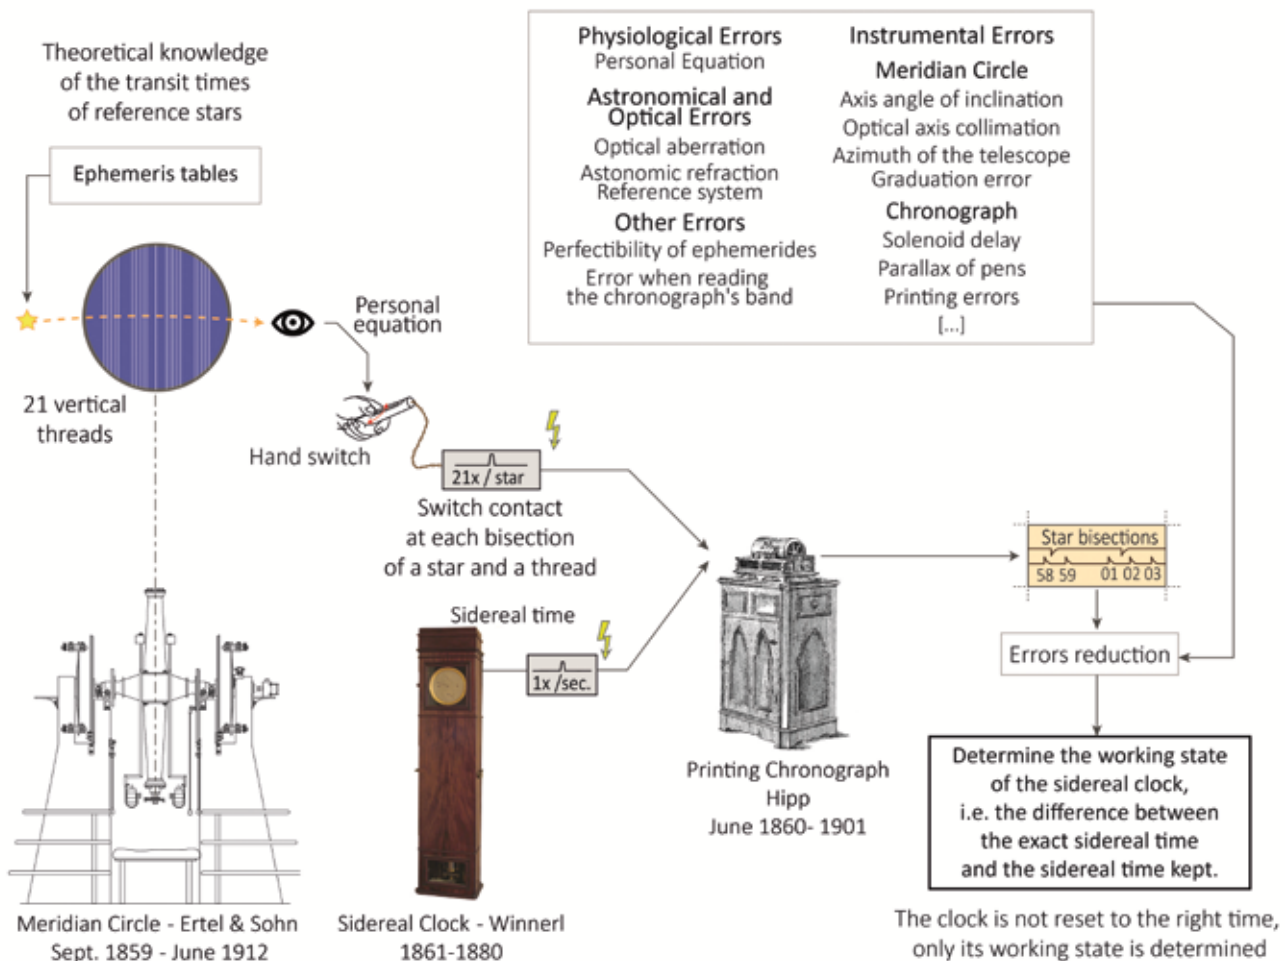 Theoretical knowledge
of the transit times
of reference stars
Ephemeris tables
21 vertical
threads
Personal
equation
Hand switch
21x / star
Switch contact
at each bisection
of a star and a thread
Sidereal time
1x /sec.
Physiological Errors
Personal Equation
Astronomical and
Optical Errors
Optical aberration
Astonomic refraction
Reference system
Other Errors
Perfectibility of ephemerides
Error when reading
the chronograph's band
Instrumental Errors
Meridian Circle
Axis angle of inclination
Optical axis collimation
Azimuth of the telescope
Graduation error
Chronograph
Solenoid delay
Parallax of pens
Printing errors
[...]
Star bisections
58 59 01 02 03
Errors reduction
Determine the working state
of the sidereal clock,
i.e. the difference between
the exact sidereal time
and the sidereal time kept.
The clock is not reset to the right time,
only its working state is determined
Printing Chronograph
Hipp
June 1860- 1901
Meridian Circle - Ertel & Sohn
Sept. 1859 - June 1912
Sidereal Clock - Winnerl
1861-1880